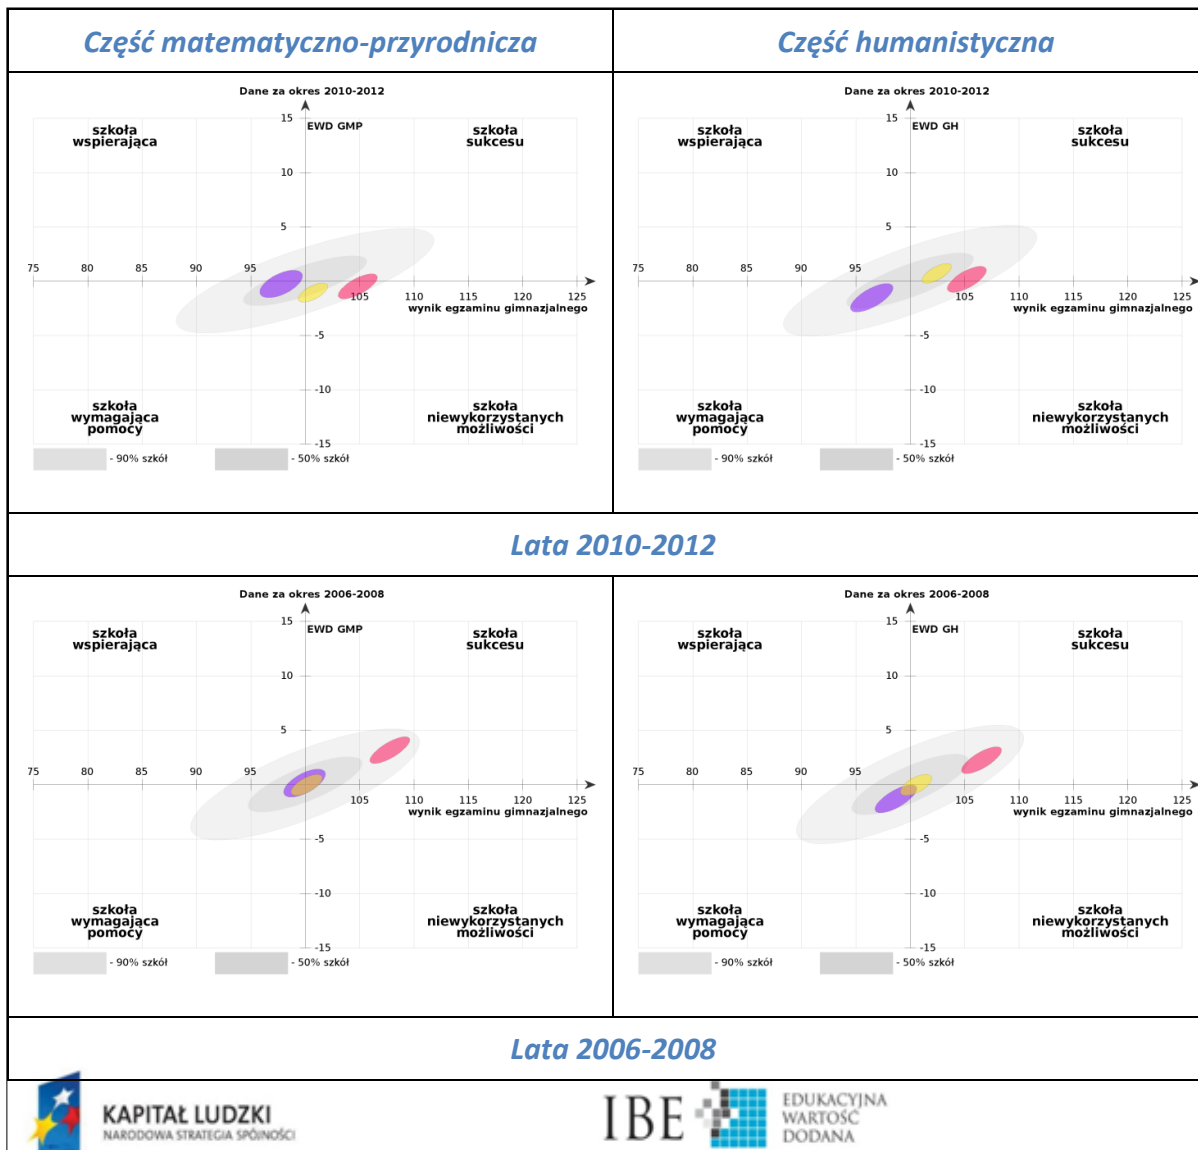 Część matematyczno-przyrodnicza
Część humanistyczna
Dane za okres 2010-2012
15
EWD GMP
szkoła
wspierająca
szkoła
sukcesu
10
5
75 80 85 90 95
105 110 115 120 125
wynik egzaminu gimnazjalnego
-5
-10
szkoła
wymagająca
pomocy
szkoła
niewykorzystanych
możliwości
-15
- 90% szkół
- 50% szkół
Dane za okres 2010-2012
15
EWD GH
szkoła
wspierająca
szkoła
sukcesu
10
5
75 80 85 90 95
105 110 115 120 125
wynik egzaminu gimnazjalnego
-5
-10
szkoła
wymagająca
pomocy
szkoła
niewykorzystanych
możliwości
-15
- 90% szkół
- 50% szkół
Lata 2010-2012
Dane za okres 2006-2008
15
EWD GMP
szkoła
wspierająca
szkoła
sukcesu
10
5
75 80 85 90 95
105 110 115 120 125
wynik egzaminu gimnazjalnego
-5
-10
szkoła
wymagająca
pomocy
szkoła
niewykorzystanych
możliwości
-15
- 90% szkół
- 50% szkół
Dane za okres 2006-2008
15
EWD GH
szkoła
wspierająca
szkoła
sukcesu
10
5
75 80 85 90 95
105 110 115 120 125
wynik egzaminu gimnazjalnego
-5
-10
szkoła
wymagająca
pomocy
szkoła
niewykorzystanych
możliwości
-15
- 90% szkół
- 50% szkół
Lata 2006-2008
KAPITAŁ LUDZKI
NARODOWA STRATEGIA SPÓJNOŚCI
IBE
EDUKACYJNA
WARTOŚĆ
DODANA